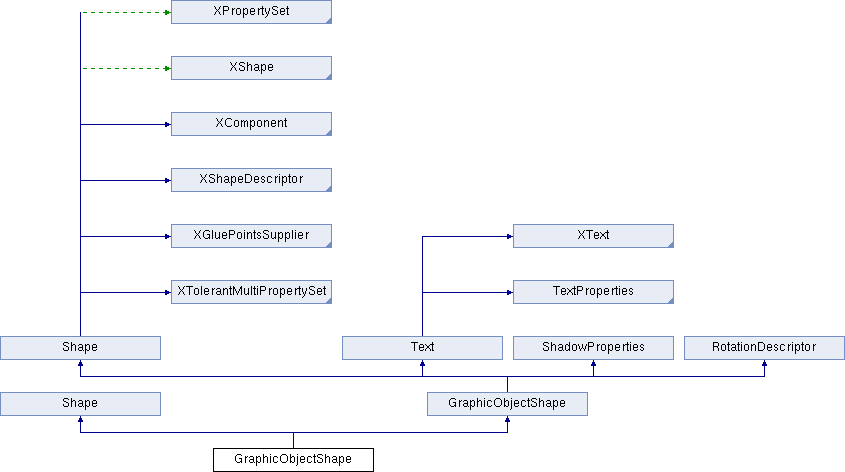 XPropertySet
XShape
XComponent
XShapeDescriptor
XGluePointsSupplier
XText
XTolerantMultiPropertySet
TextProperties
Shape
Text
ShadowProperties
RotationDescriptor
Shape
GraphicObjectShape
GraphicObjectShape